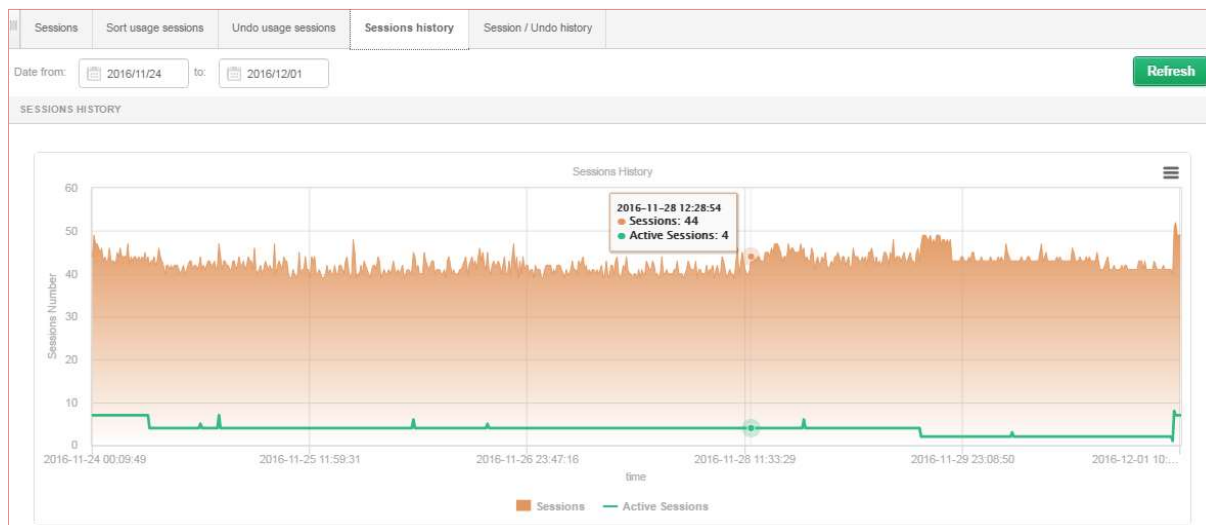 Sessions Sort usage sessions Undo usage sessions Sessions history Session / Undo history
Date from: 2016/11/24 to: 2016/12/01 Refresh
SESSIONS HISTORY
Sessions History
60
50
40
30
20
10
0
Sessions Number
2016-11-28 12:28:54
Sessions: 44
Active Sessions: 4
2016-11-24 00:09:49 2016-11-25 11:59:31 2016-11-26 23:47:16 2016-11-28 11:33:29 2016-11-29 23:08:50 2016-12-01 10:...
time
Sessions Active Sessions